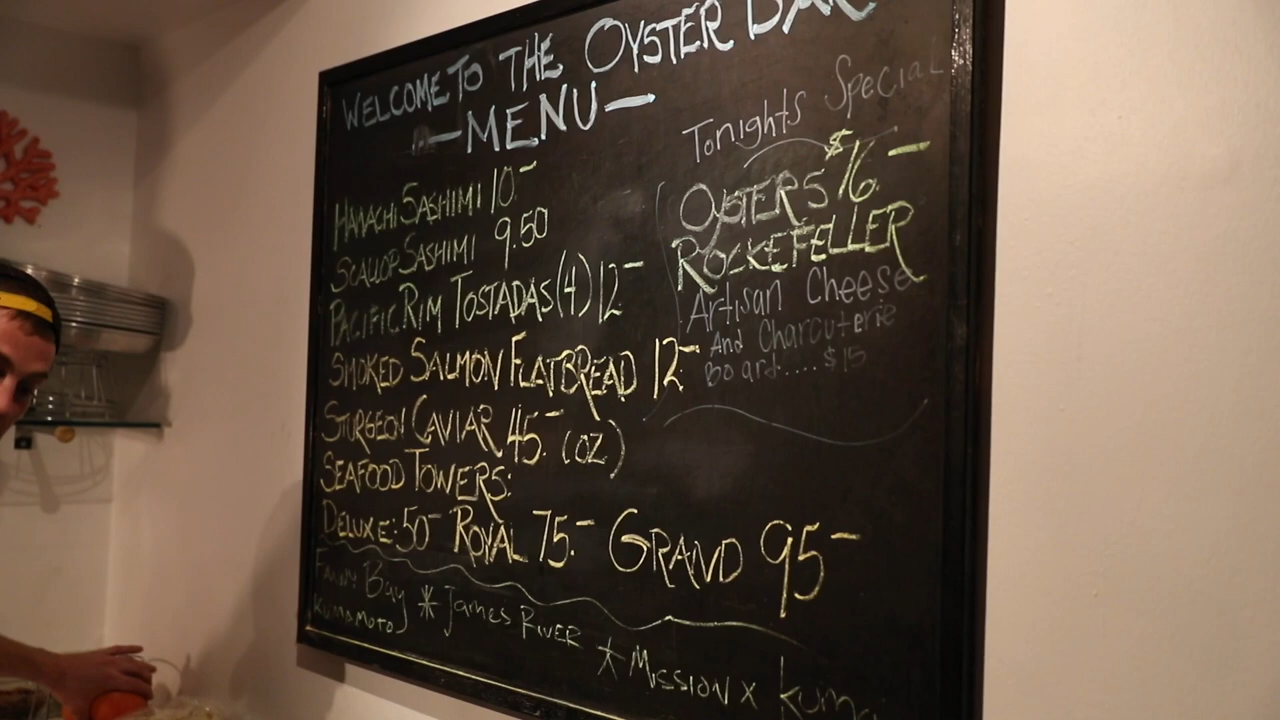 WELCOME TO THE OYSTER BAR
—MENU—
HAMACHI SASHIMI 10.-
SCALLOP SASHIMI 9.50
PACIFIC RIM TOSTADAS (4) 12-
SMOKED SALMON FLATBREAD 12-
STURGEON CAVIAR 45.- (OZ)
SEAFOOD TOWERS:
DELUXE: 50- ROYAL 75.- GRAND 95-
Fanny Bay * James RIVER * MISSION x kuma
kumamoto
Tonights Special
OYSTERS $16.-
ROCKEFELLER
Artisan Cheese
And Charcuterie
Board.....$15